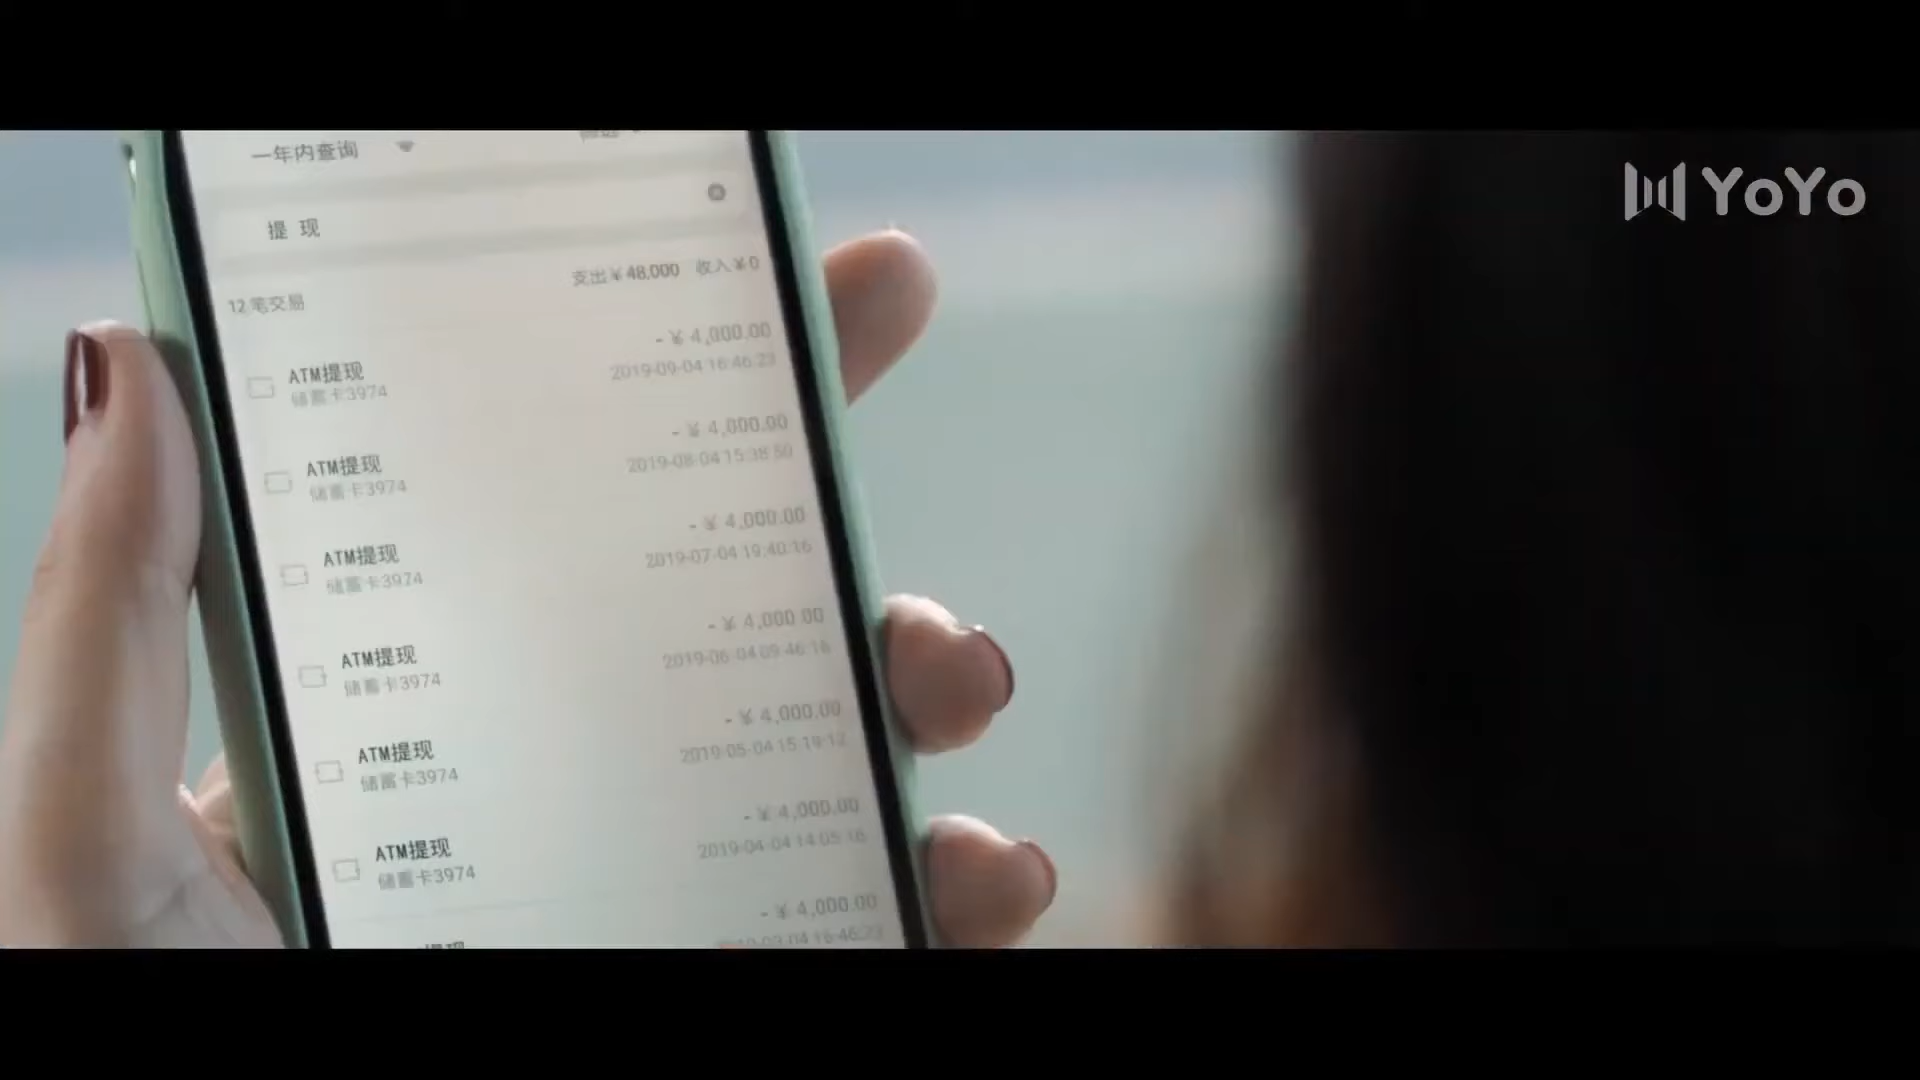 一年内查询
YoYo
提 现
支出￥48,000 收入￥0
12 笔交易
- ￥ 4,000.00
ATM提现
2019-09-04 16:46:23
储蓄卡3974
- ￥ 4,000.00
ATM提现
2019-08-04 15:38:50
储蓄卡3974
- ￥ 4,000.00
ATM提现
2019-07-04 19:40:16
储蓄卡3974
- ￥ 4,000.00
ATM提现
2019-06-04 09:46:16
储蓄卡3974
- ￥ 4,000.00
ATM提现
2019-05-04 15:19:12
储蓄卡3974
- ￥ 4,000.00
ATM提现
2019-04-04 14:05:16
储蓄卡3974
- ￥ 4,000.00